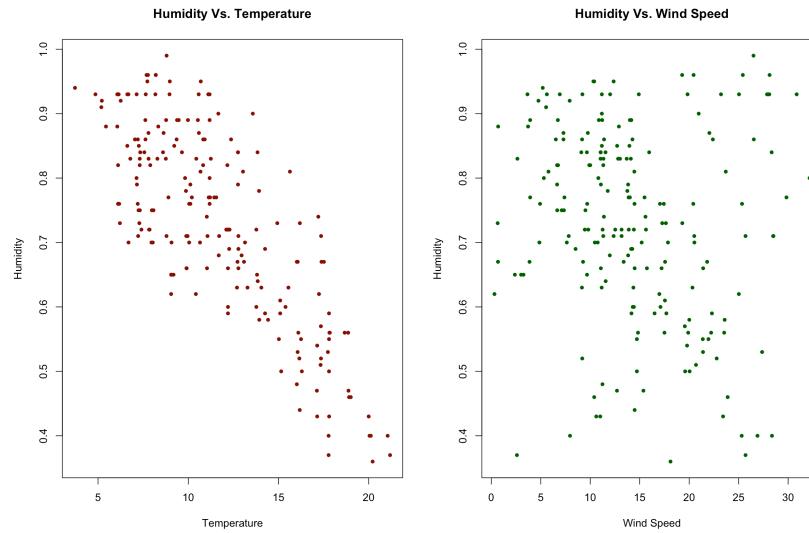 Humidity Vs. Temperature
Humidity
1.0
0.9
0.8
0.7
0.6
0.5
0.4
5 10 15 20
Temperature
Humidity Vs. Wind Speed
Humidity
1.0
0.9
0.8
0.7
0.6
0.5
0.4
0 5 10 15 20 25 30
Wind Speed